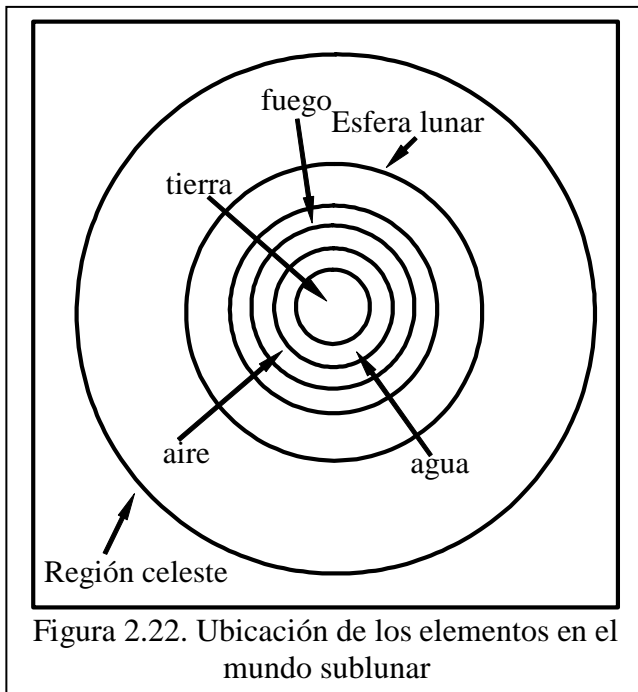 fuego
Esfera lunar
tierra
aire
agua
Región celeste
Figura 2.22. Ubicación de los elementos en el
mundo sublunar